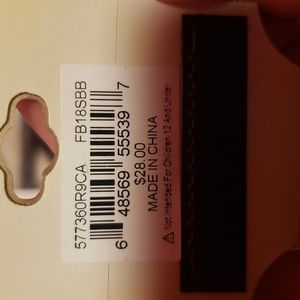 577360R9CA FB18SBB
6 48569 55539 7
$28.00
MADE IN CHINA
⚠ Not Intended For Children 12 And Under